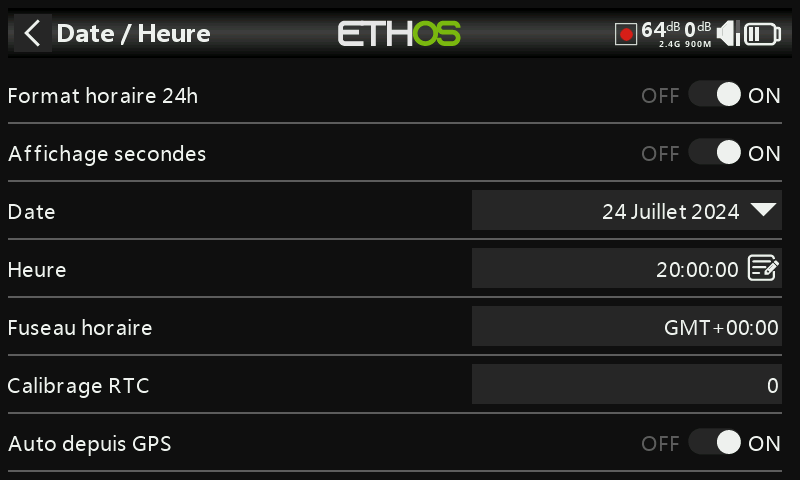 Date / Heure ETHOS 64dB 0dB
2.4G 900M
Format horaire 24h OFF ON
Affichage secondes OFF ON
Date 24 Juillet 2024
Heure 20:00:00
Fuseau horaire GMT+00:00
Calibrage RTC 0
Auto depuis GPS OFF ON